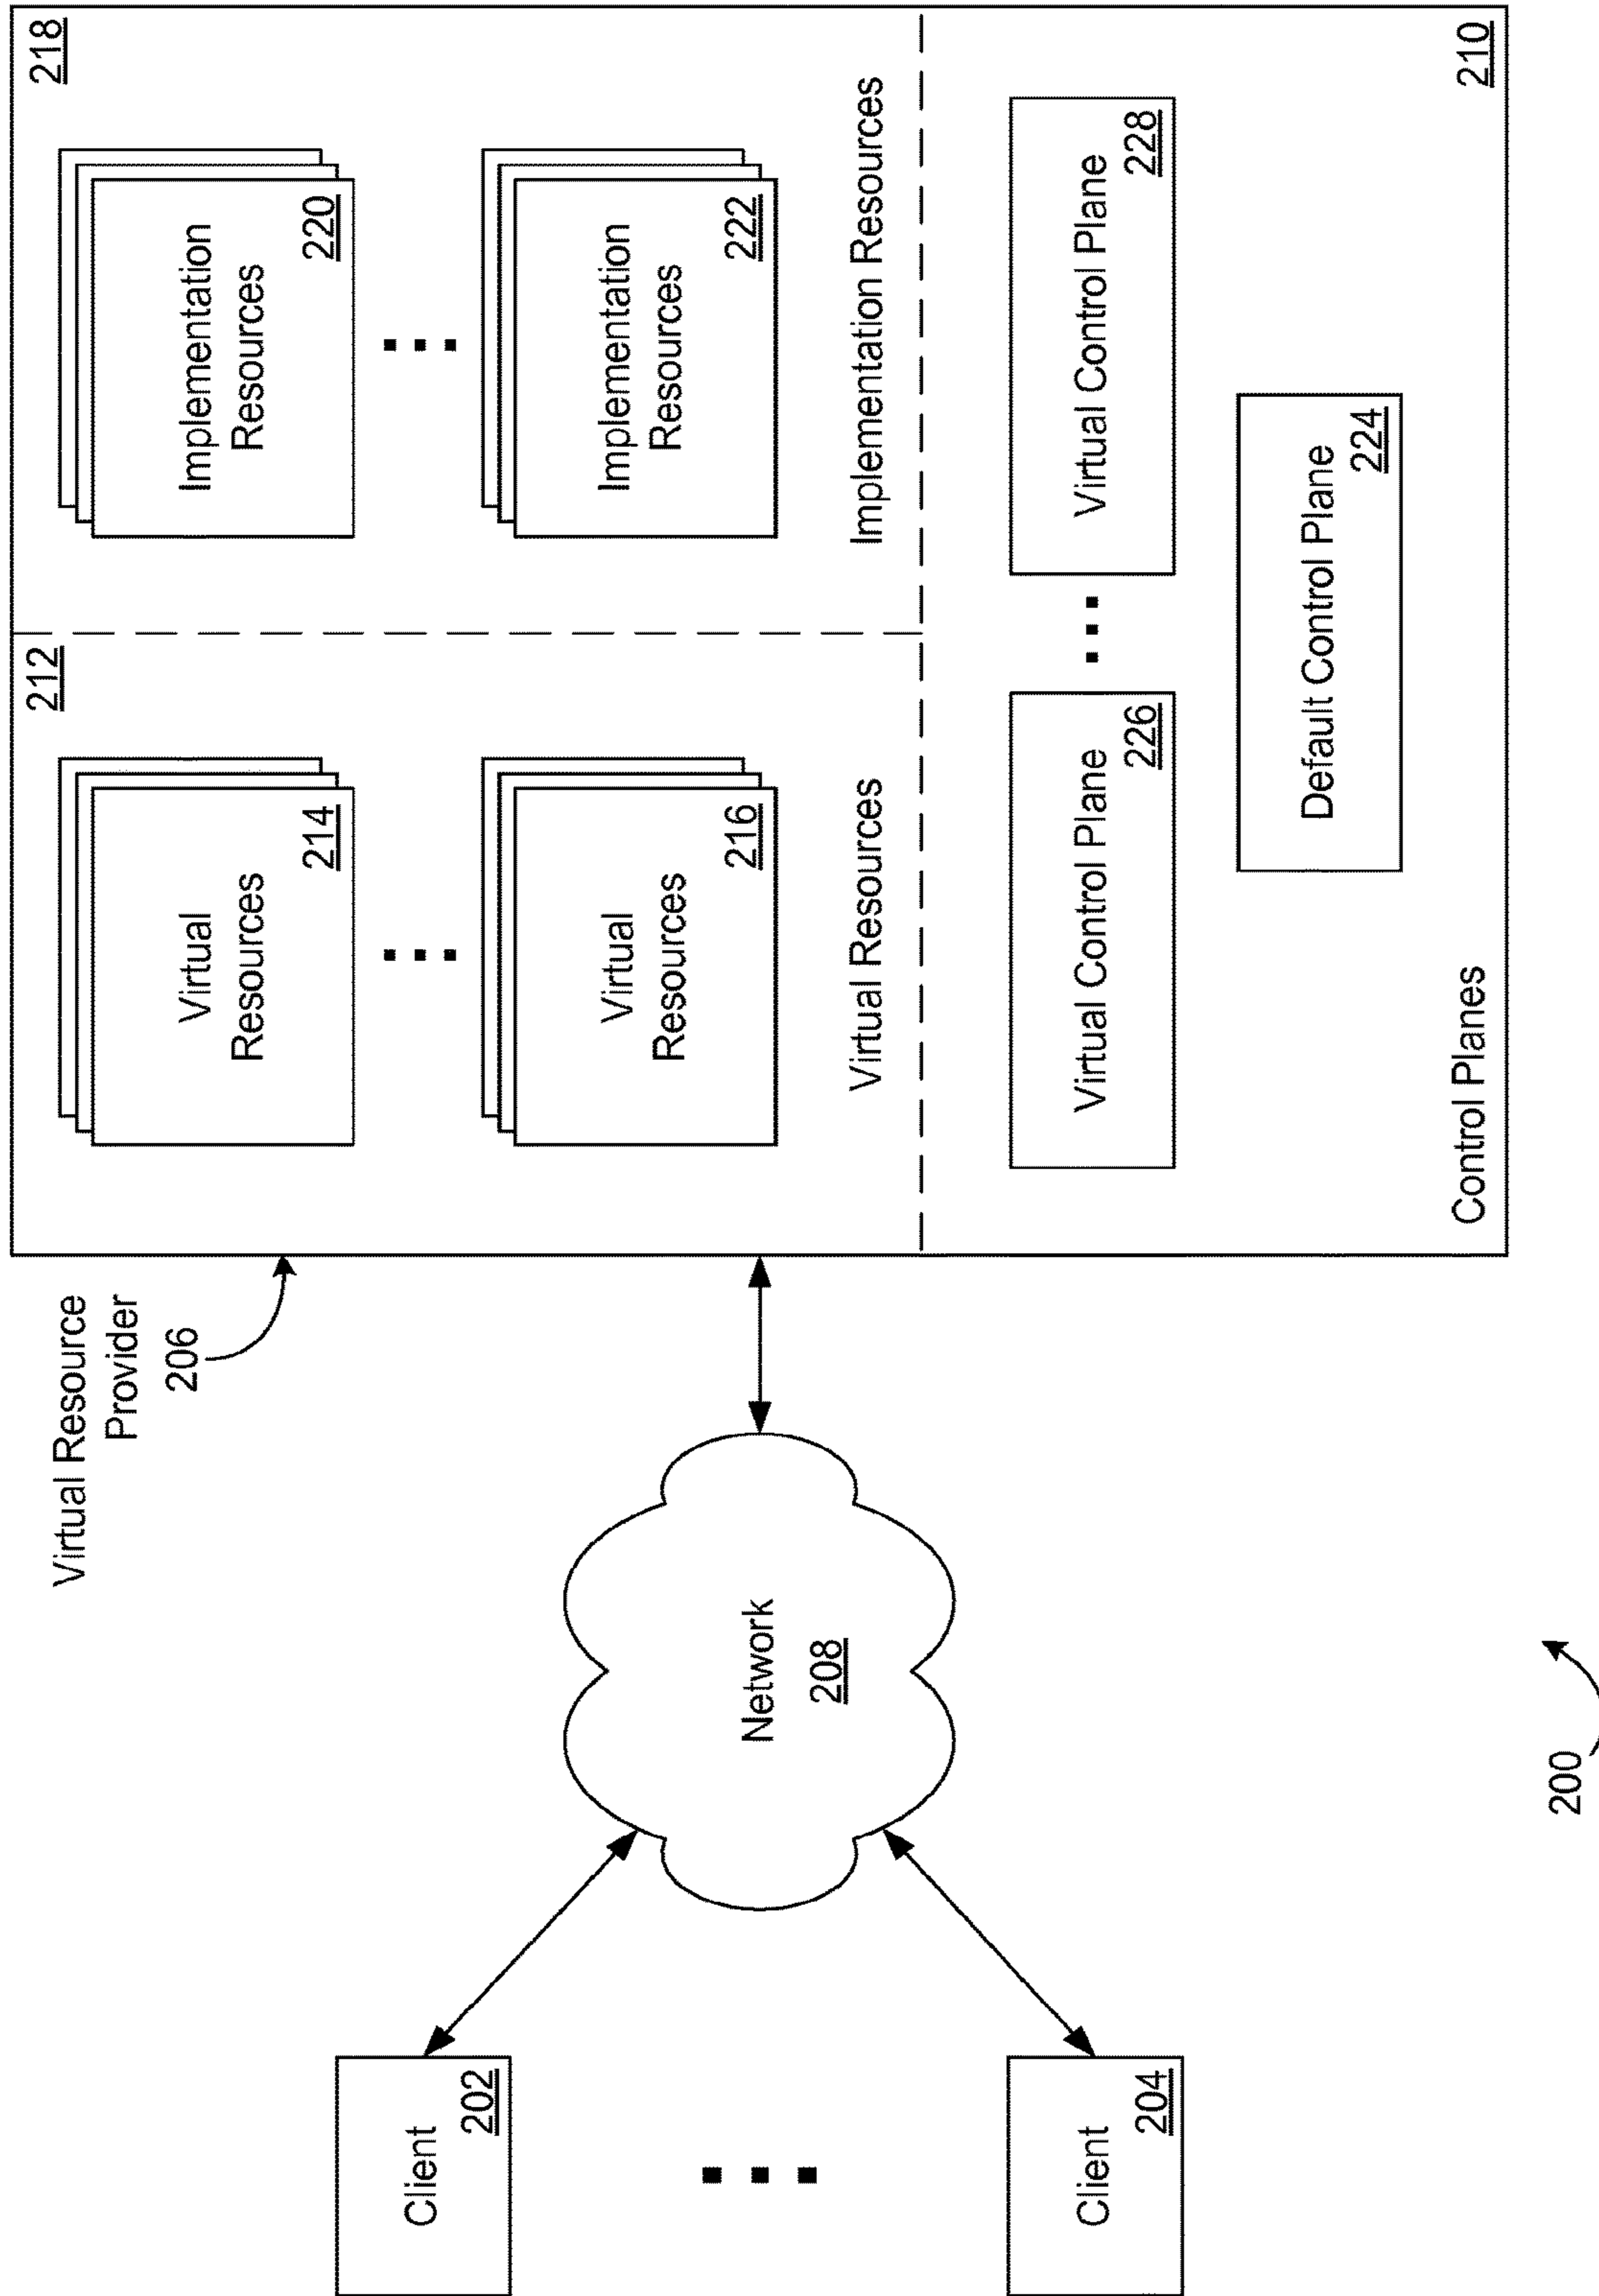 Virtual Resource
Provider
206
Client
202
Client
204
Network
208
212
Virtual
Resources
214
Virtual
Resources
216
Virtual Resources
218
Implementation
Resources
220
Implementation
Resources
222
Implementation Resources
Virtual Control Plane
226
Virtual Control Plane
228
Default Control Plane
224
Control Planes
210
200